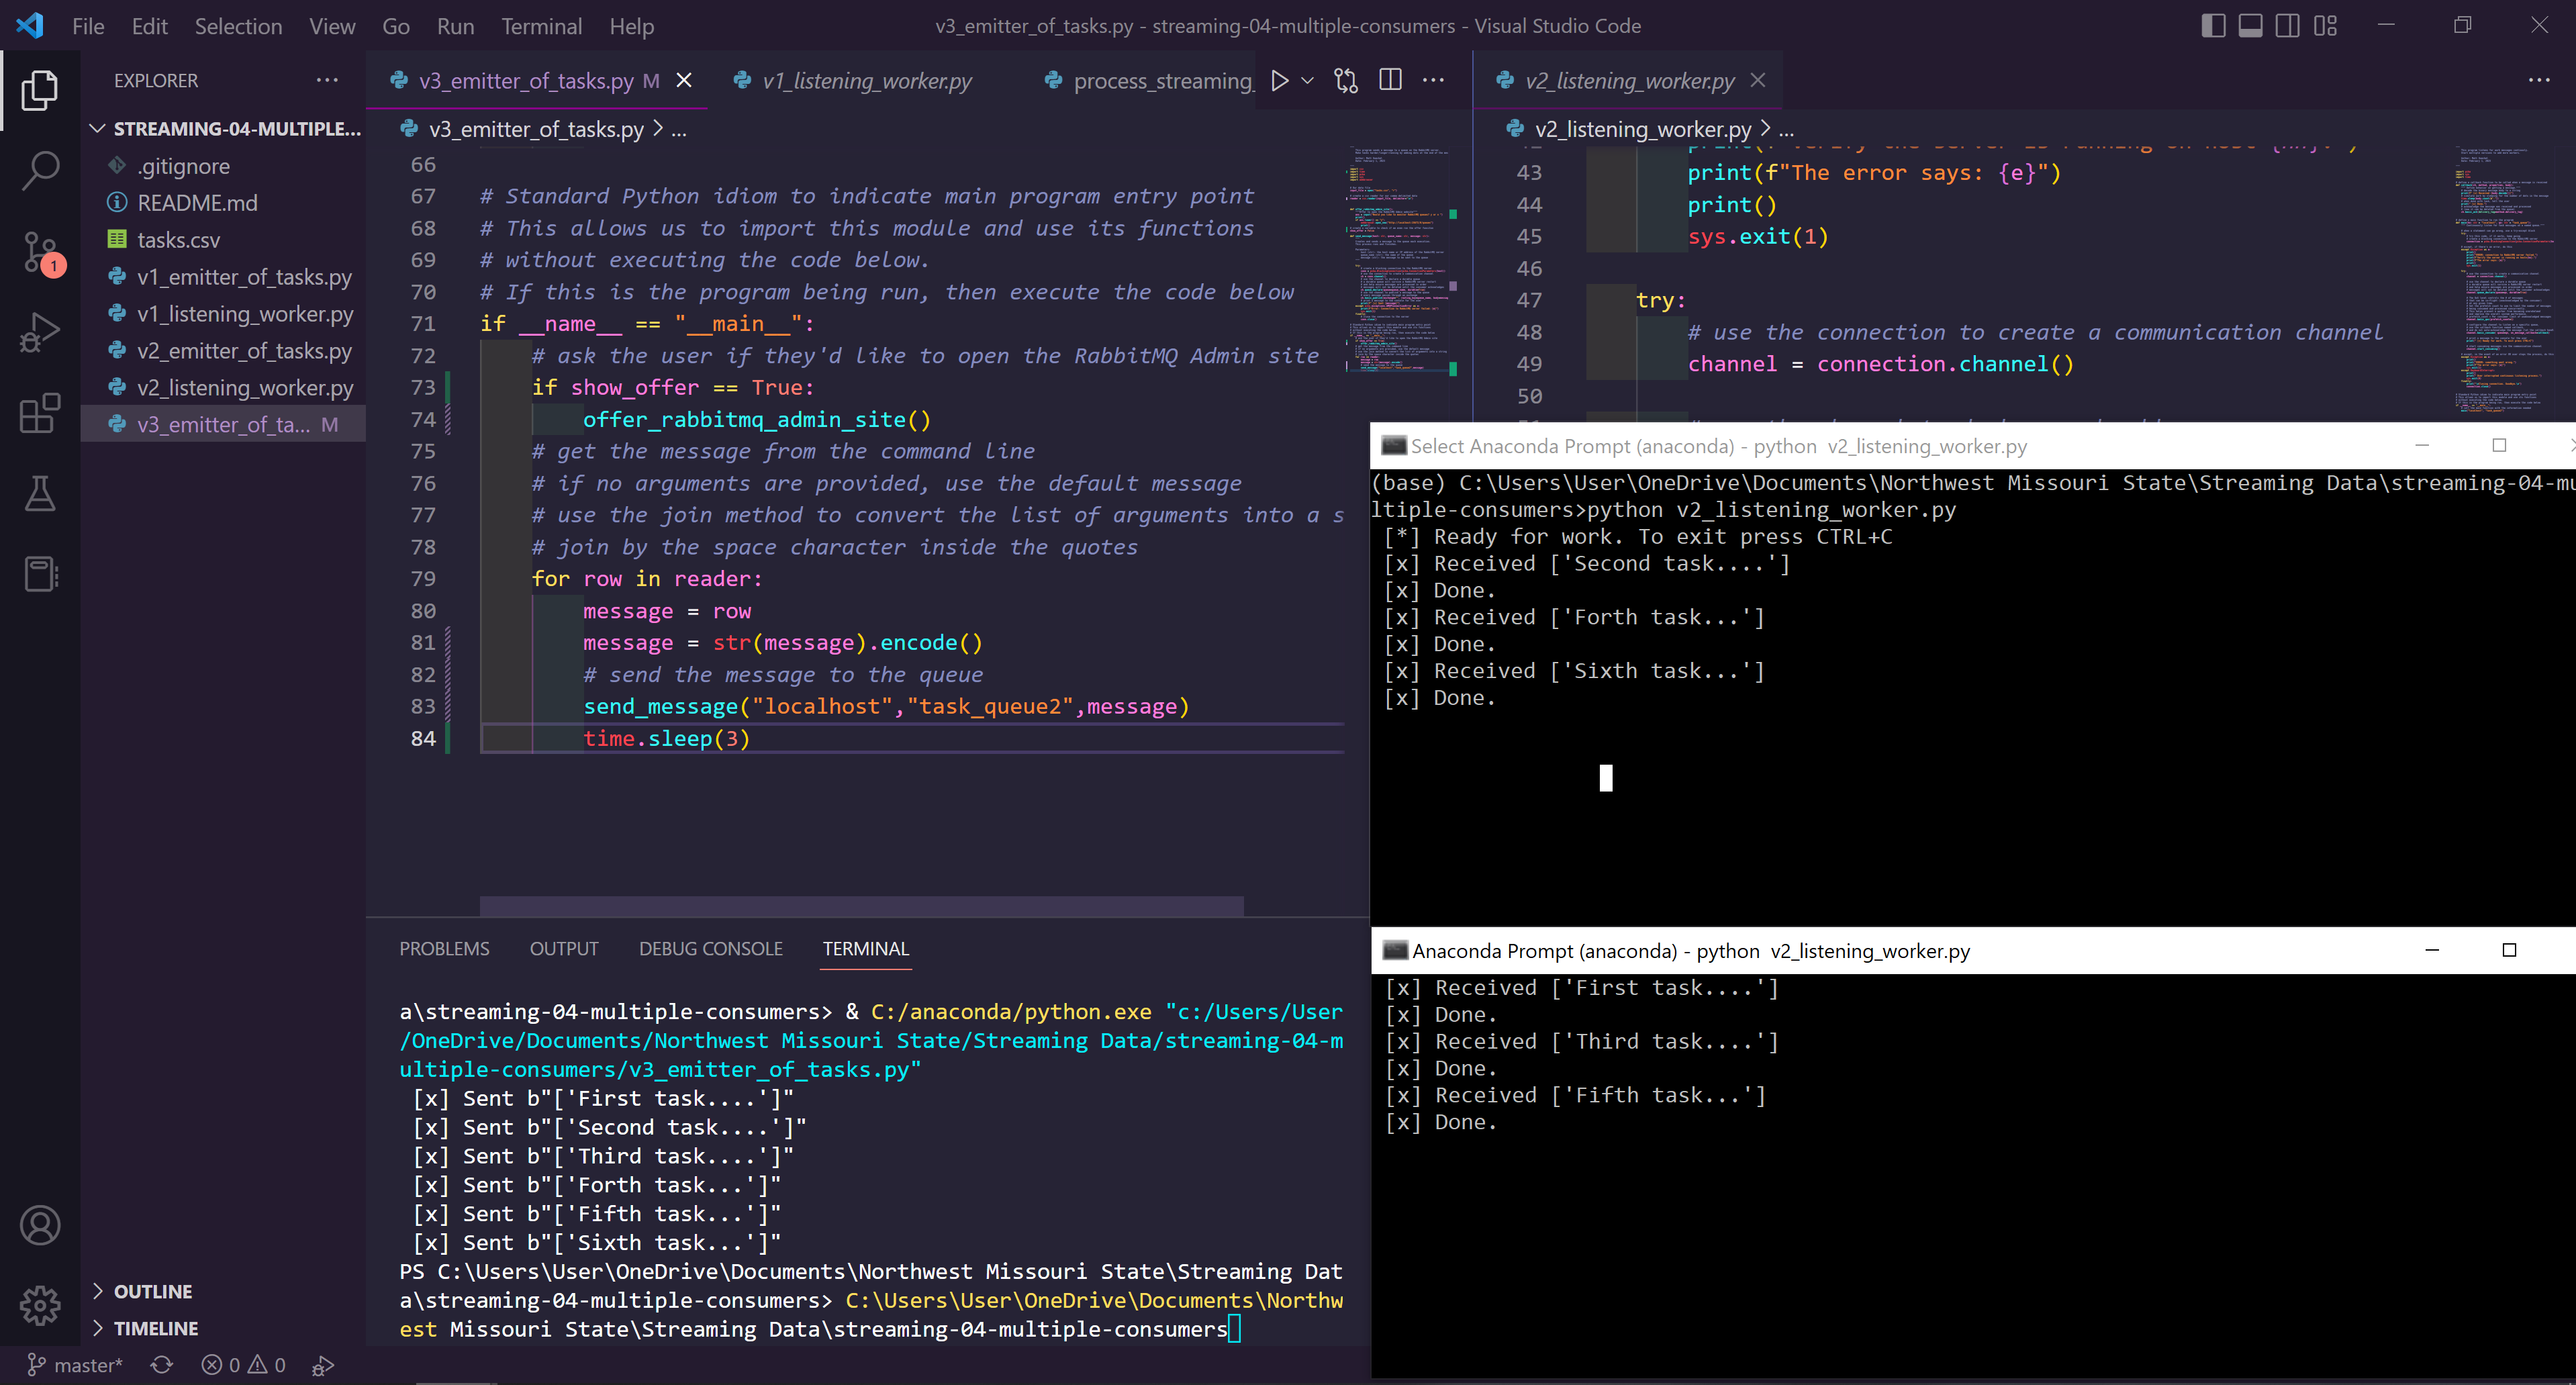 File Edit Selection View Go Run Terminal Help
v3_emitter_of_tasks.py - streaming-04-multiple-consumers - Visual Studio Code
EXPLORER
STREAMING-04-MULTIPLE...
.gitignore
README.md
tasks.csv
v1_emitter_of_tasks.py
v1_listening_worker.py
v2_emitter_of_tasks.py
v2_listening_worker.py
v3_emitter_of_ta... M
OUTLINE
TIMELINE
1
v3_emitter_of_tasks.py M
v1_listening_worker.py
process_streaming_
v3_emitter_of_tasks.py > ...
66
67 # Standard Python idiom to indicate main program entry point
68 # This allows us to import this module and use its functions
69 # without executing the code below.
70 # If this is the program being run, then execute the code below
71 if __name__ == "__main__":
72 # ask the user if they'd like to open the RabbitMQ Admin site
73 if show_offer == True:
74 offer_rabbitmq_admin_site()
75 # get the message from the command line
76 # if no arguments are provided, use the default message
77 # use the join method to convert the list of arguments into a s
78 # join by the space character inside the quotes
79 for row in reader:
80 message = row
81 message = str(message).encode()
82 # send the message to the queue
83 send_message("localhost","task_queue2",message)
84 time.sleep(3)
v2_listening_worker.py
v2_listening_worker.py > ...
43 print(f"The error says: {e}")
44 print()
45 sys.exit(1)
46
47 try:
48 # use the connection to create a communication channel
49 channel = connection.channel()
50
PROBLEMS OUTPUT DEBUG CONSOLE TERMINAL
a\streaming-04-multiple-consumers> & C:/anaconda/python.exe "c:/Users/User
/OneDrive/Documents/Northwest Missouri State/Streaming Data/streaming-04-m
ultiple-consumers/v3_emitter_of_tasks.py"
[x] Sent b"['First task....']"
[x] Sent b"['Second task....']"
[x] Sent b"['Third task....']"
[x] Sent b"['Forth task...']"
[x] Sent b"['Fifth task...']"
[x] Sent b"['Sixth task...']"
PS C:\Users\User\OneDrive\Documents\Northwest Missouri State\Streaming Dat
a\streaming-04-multiple-consumers> C:\Users\User\OneDrive\Documents\Northw
est Missouri State\Streaming Data\streaming-04-multiple-consumers
Select Anaconda Prompt (anaconda) - python v2_listening_worker.py
(base) C:\Users\User\OneDrive\Documents\Northwest Missouri State\Streaming Data\streaming-04-mu
ltiple-consumers>python v2_listening_worker.py
[*] Ready for work. To exit press CTRL+C
[x] Received ['Second task....']
[x] Done.
[x] Received ['Forth task...']
[x] Done.
[x] Received ['Sixth task...']
[x] Done.
Anaconda Prompt (anaconda) - python v2_listening_worker.py
[x] Received ['First task....']
[x] Done.
[x] Received ['Third task....']
[x] Done.
[x] Received ['Fifth task...']
[x] Done.
master* 0 0